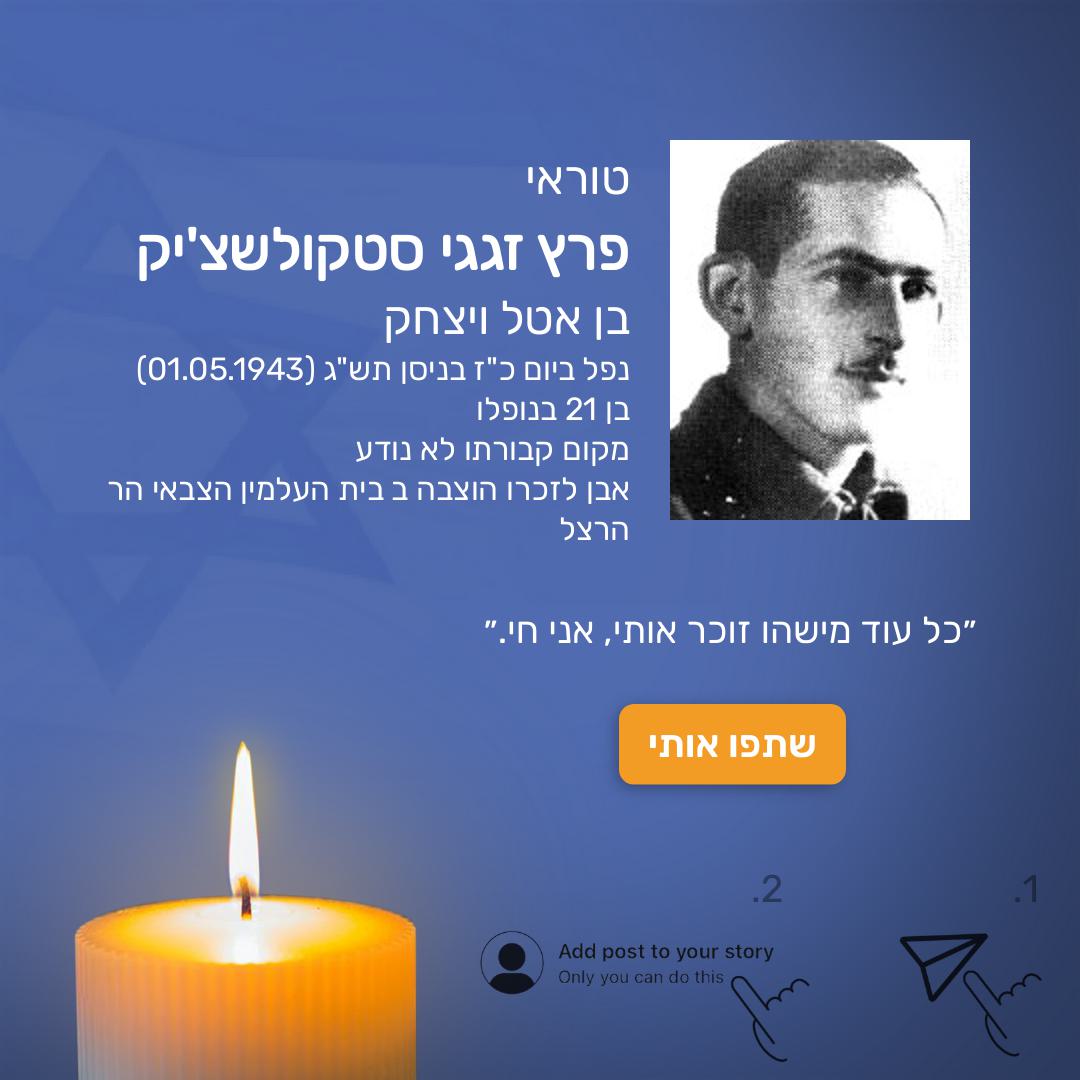 טוראי
פרץ זגגי סטקולשצ'יק
בן אטל ויצחק
נפל ביום כ"ז בניסן תש"ג (01.05.1943)
בן 21 בנופלו
מקום קבורתו לא נודע
אבן לזכרו הוצבה ב בית העלמין הצבאי הר
הרצל
״כל עוד מישהו זוכר אותי, אני חי.״
שתפו אותי
.1
.2
Add post to your story
Only you can do this